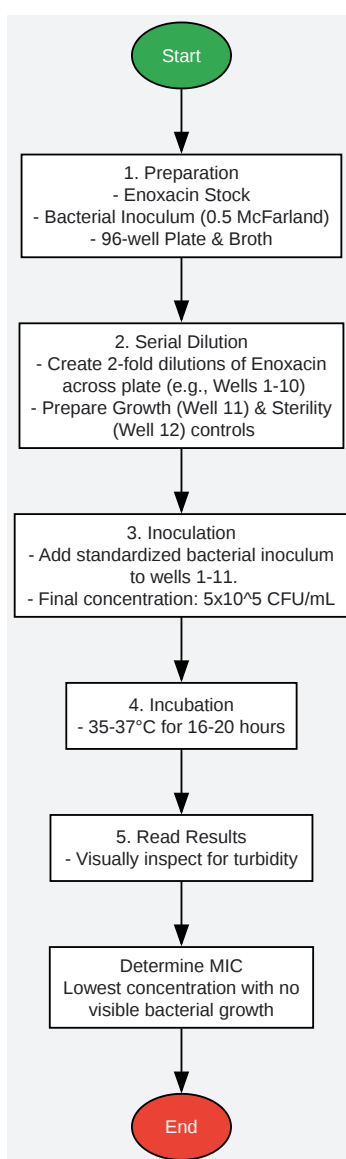 Start
1. Preparation
- Enoxacin Stock
- Bacterial Inoculum (0.5 McFarland)
- 96-well Plate & Broth
2. Serial Dilution
- Create 2-fold dilutions of Enoxacin
across plate (e.g., Wells 1-10)
- Prepare Growth (Well 11) & Sterility
(Well 12) controls
3. Inoculation
- Add standardized bacterial inoculum
to wells 1-11.
- Final concentration: 5x10^5 CFU/mL
4. Incubation
- 35-37°C for 16-20 hours
5. Read Results
- Visually inspect for turbidity
Determine MIC
Lowest concentration with no
visible bacterial growth
End